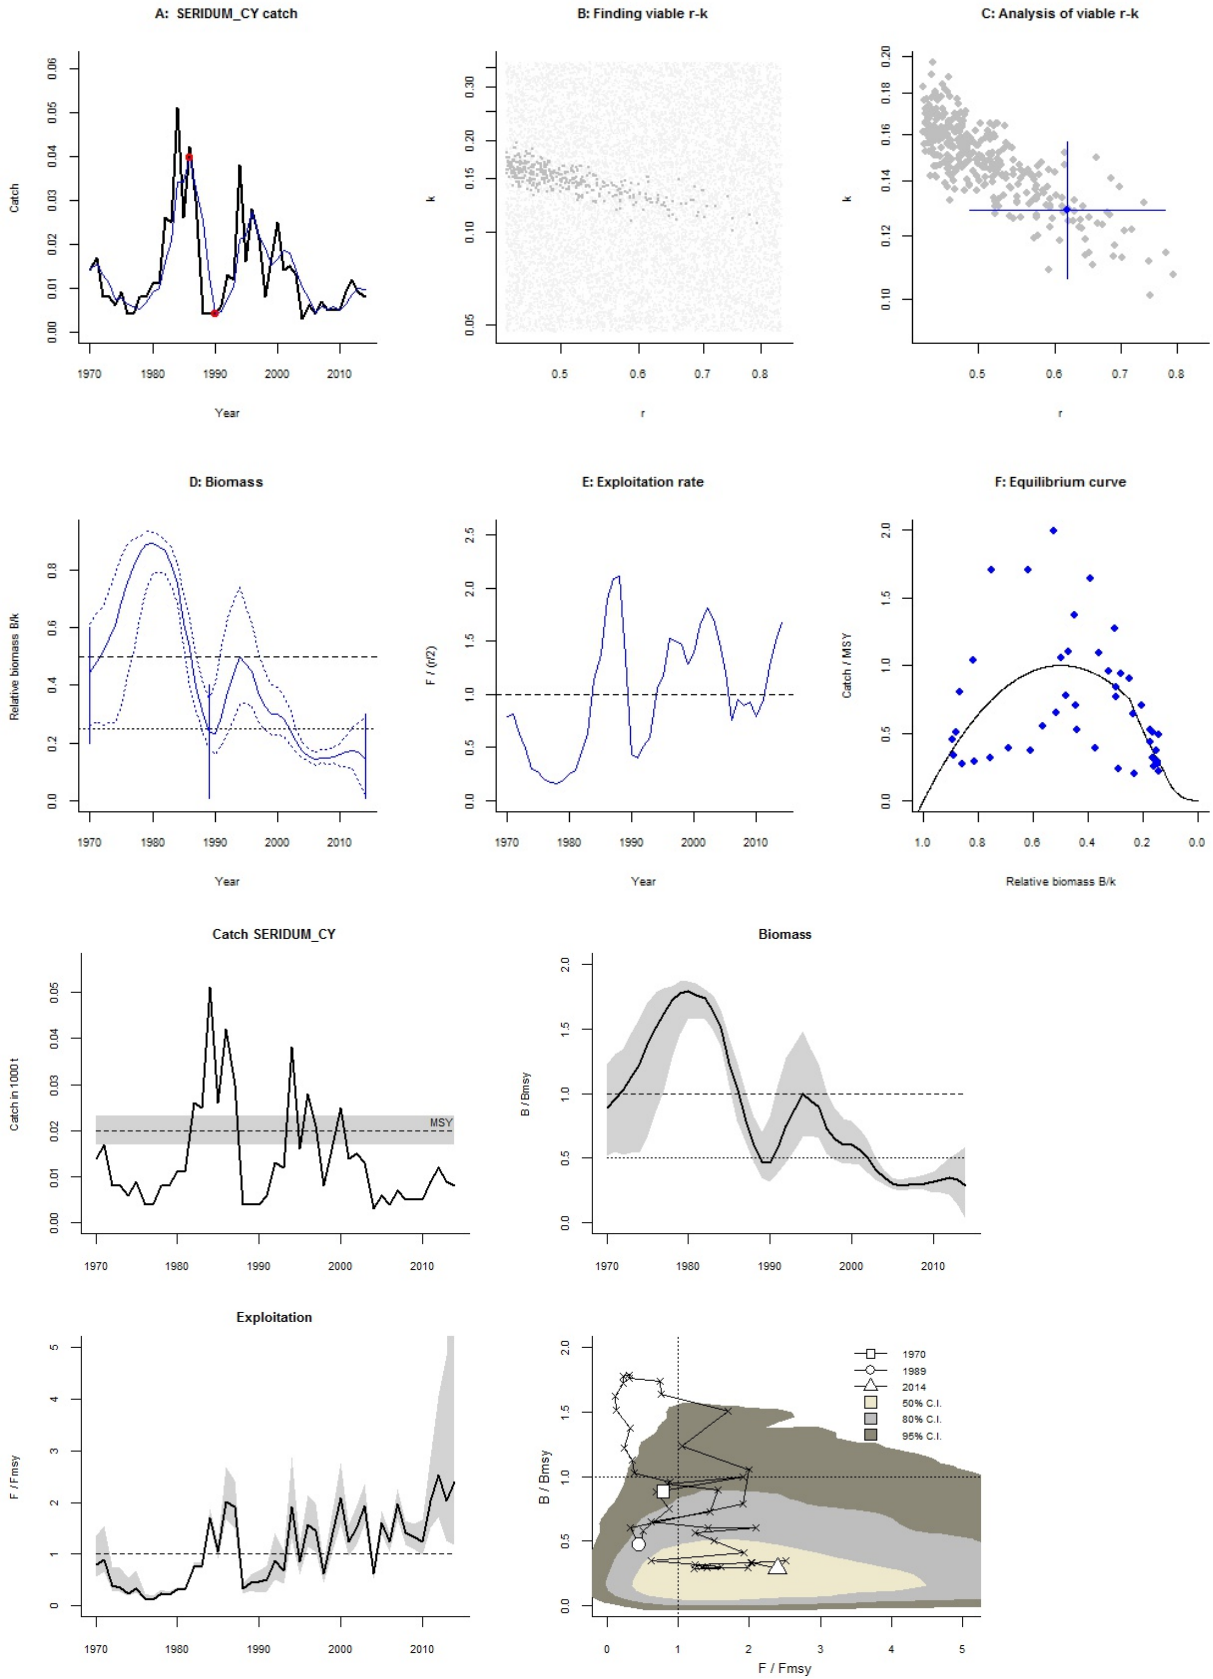 A: SERIDUM_CY catch
B: Finding viable r-k
C: Analysis of viable r-k
0.00 0.01 0.02 0.03 0.04 0.05 0.06
Catch
1970 1980 1990 2000 2010
Year
0.05 0.10 0.15 0.20 0.30
k
0.5 0.6 0.7 0.8
r
0.10 0.12 0.14 0.16 0.18 0.20
k
0.5 0.6 0.7 0.8
r
D: Biomass
E: Exploitation rate
F: Equilibrium curve
0.0 0.2 0.4 0.6 0.8
Relative biomass B/k
1970 1980 1990 2000 2010
Year
0.0 0.5 1.0 1.5 2.0 2.5
F / (r/2)
1970 1980 1990 2000 2010
Year
0.0 0.5 1.0 1.5 2.0
Catch / MSY
1.0 0.8 0.6 0.4 0.2 0.0
Relative biomass B/k
Catch SERIDUM_CY
Biomass
0.00 0.01 0.02 0.03 0.04 0.05
Catch in 1000 t
MSY
1970 1980 1990 2000 2010
0.0 0.5 1.0 1.5 2.0
B / Bmsy
1970 1980 1990 2000 2010
Exploitation
0 1 2 3 4 5
F / Fmsy
1970 1980 1990 2000 2010
0.0 0.5 1.0 1.5 2.0
B / Bmsy
1970
1989
2014
50% C.I.
80% C.I.
95% C.I.
0 1 2 3 4 5
F / Fmsy